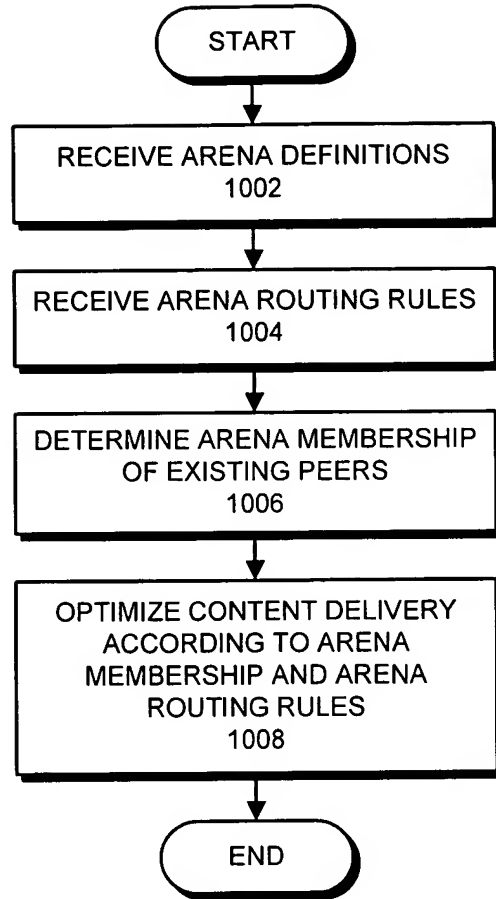 START
RECEIVE ARENA DEFINITIONS
1002
RECEIVE ARENA ROUTING RULES
1004
DETERMINE ARENA MEMBERSHIP
OF EXISTING PEERS
1006
OPTIMIZE CONTENT DELIVERY
ACCORDING TO ARENA
MEMBERSHIP AND ARENA
ROUTING RULES
1008
END